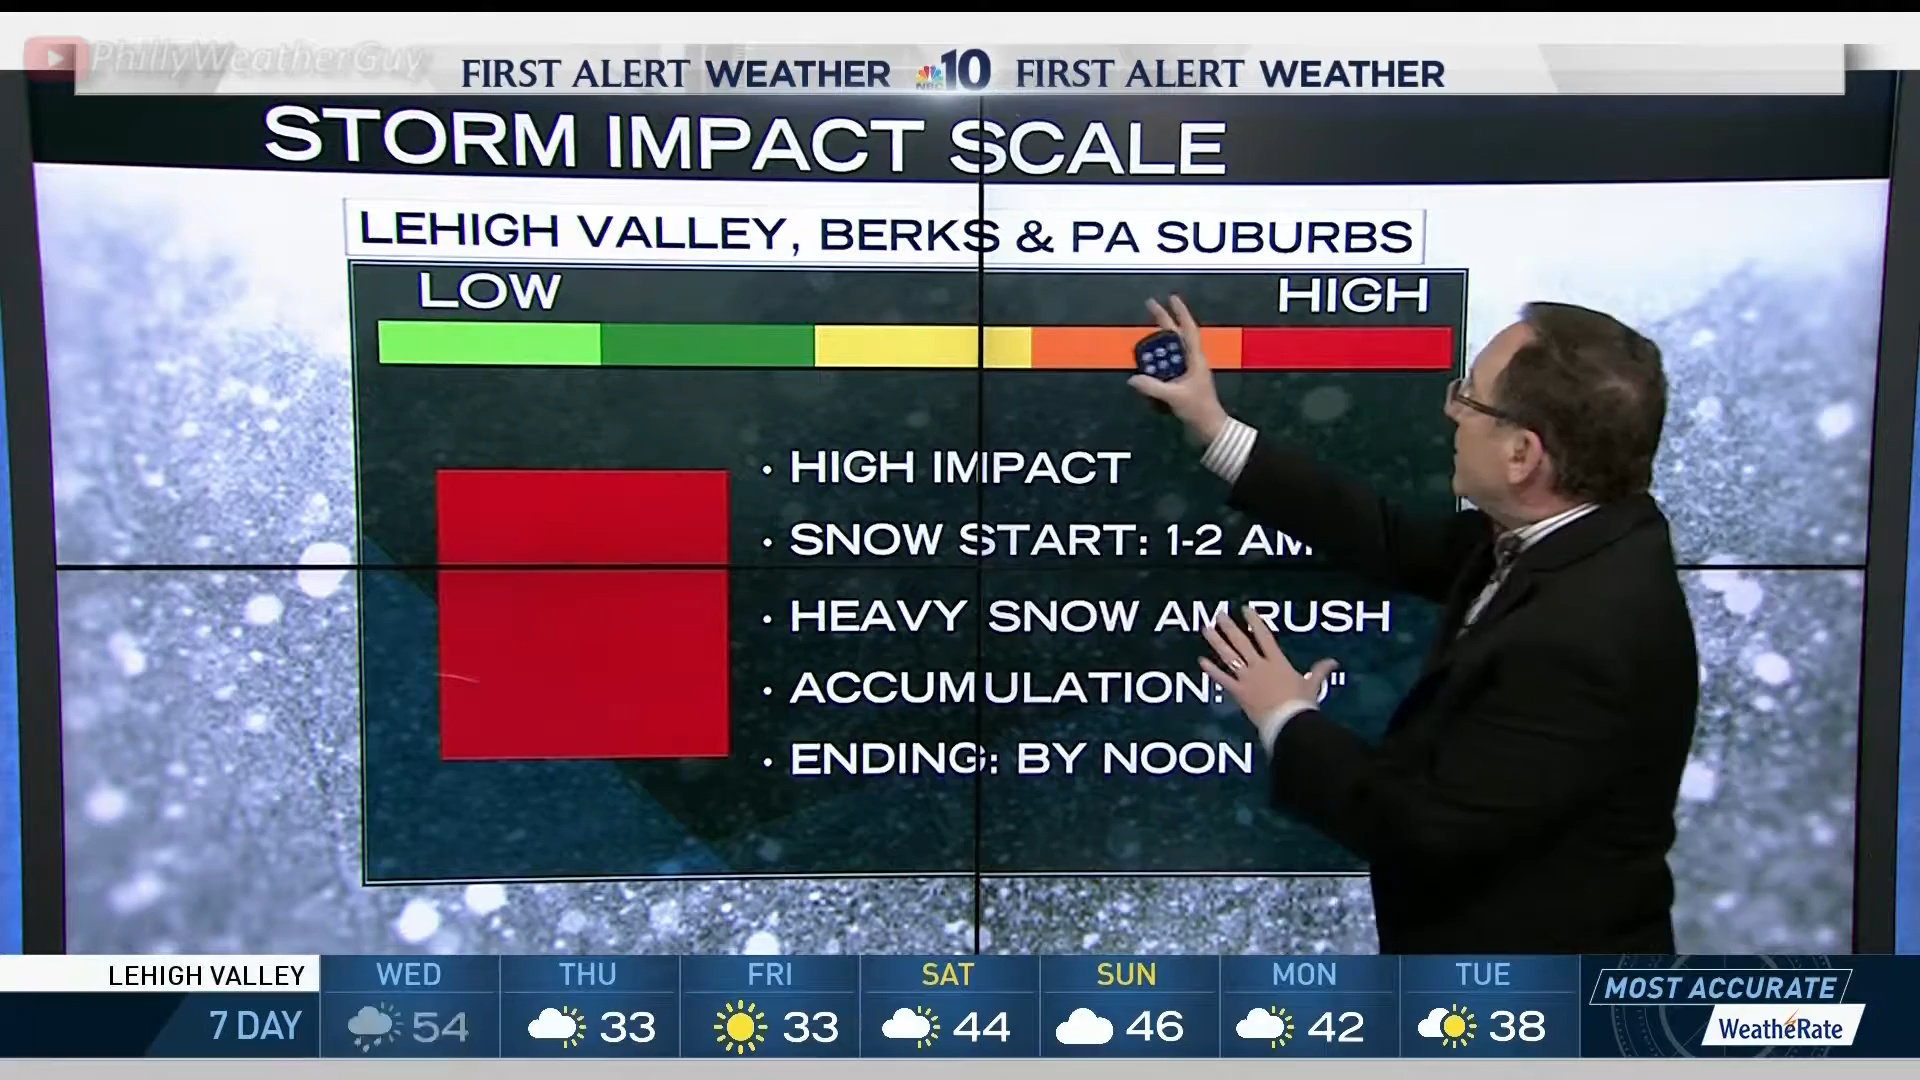 PhillyWeatherGuy
FIRST ALERT WEATHER NBC 10 FIRST ALERT WEATHER
STORM IMPACT SCALE
LEHIGH VALLEY, BERKS & PA SUBURBS
LOW HIGH
• HIGH IMPACT
• SNOW START: 1-2 AM
• HEAVY SNOW AM RUSH
• ACCUMULATION:
• ENDING: BY NOON
LEHIGH VALLEY
7 DAY
WED THU FRI SAT SUN MON TUE
54 33 33 44 46 42 38
MOST ACCURATE
WeatheRate